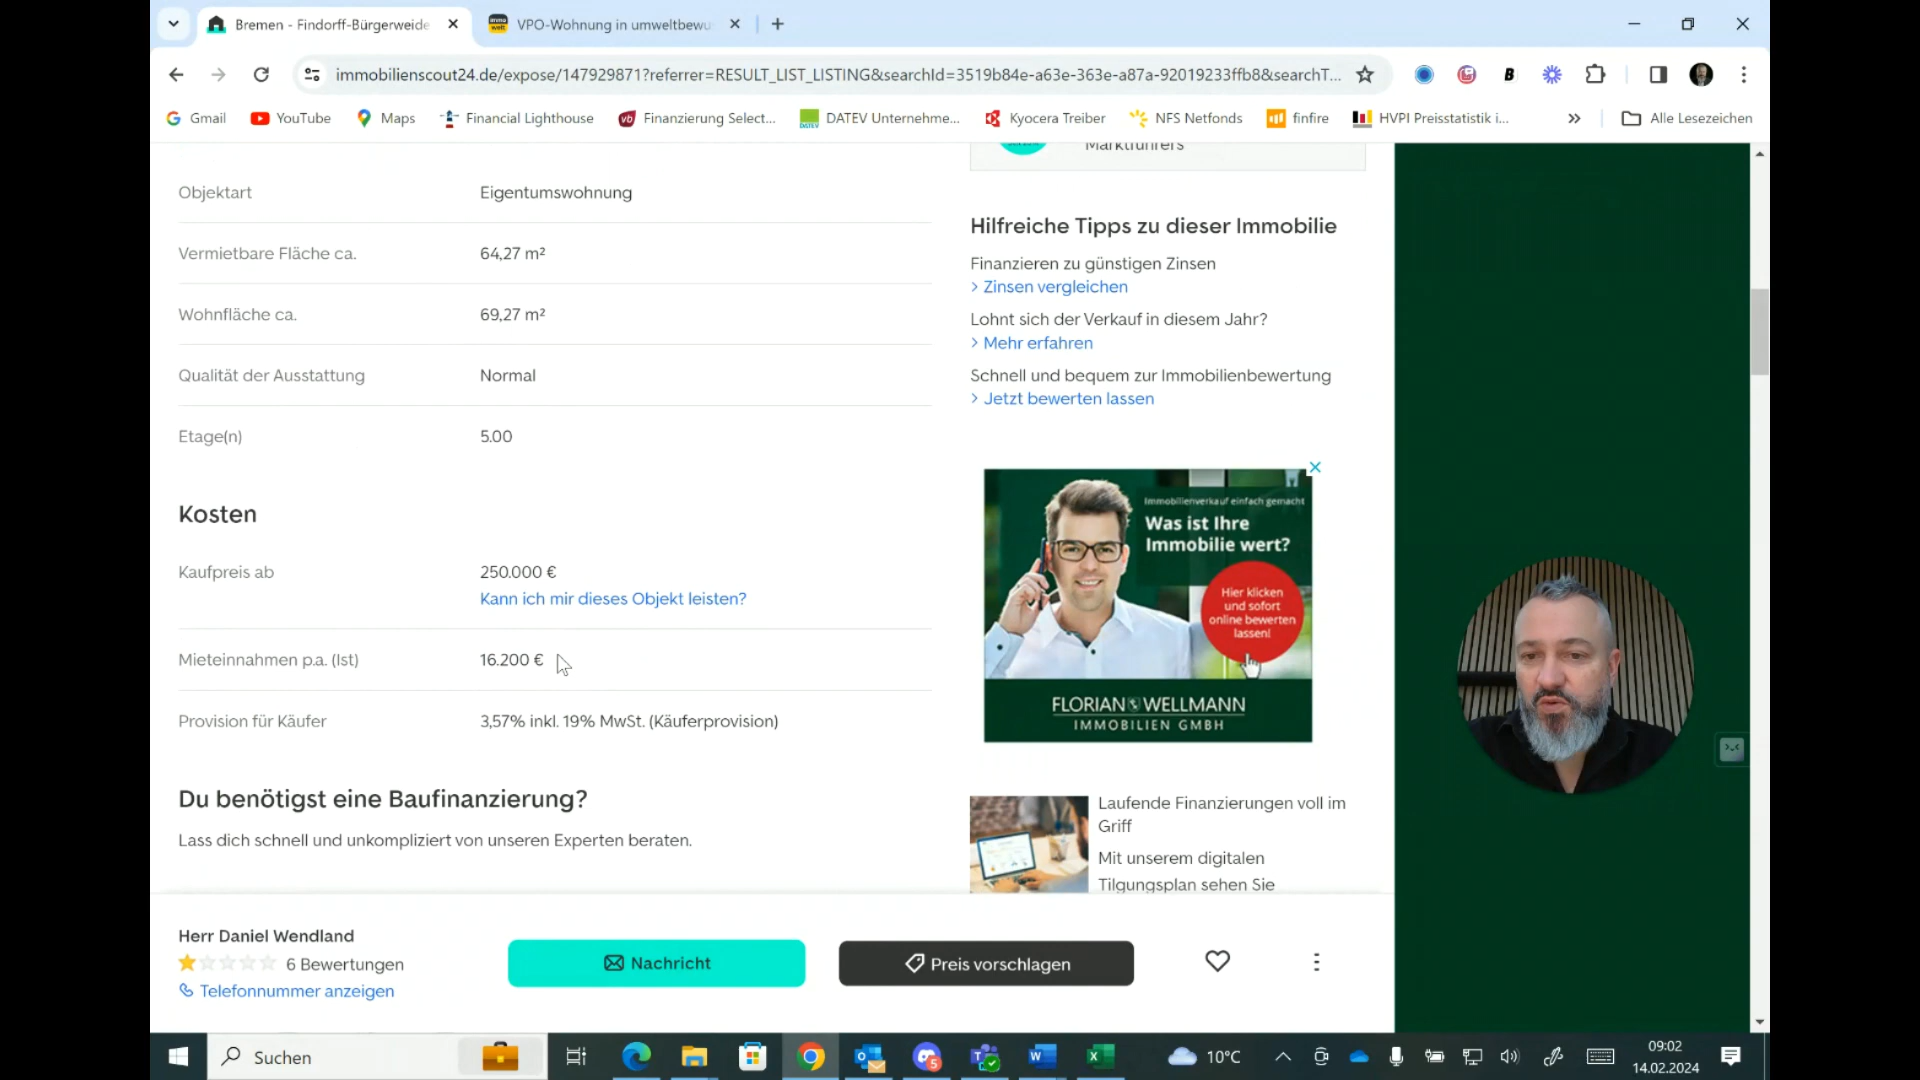 Bremen - Findorff-Bürgerweide
VPO-Wohnung in umweltbewu
immobilienscout24.de/expose/147929871?referrer=RESULT_LIST_LISTING&searchId=3519b84e-a63e-363e-a87a-92019233ffb8&searchT...
Gmail
YouTube
Maps
Financial Lighthouse
Finanzierung Select...
DATEV Unternehme...
Kyocera Treiber
NFS Netfonds
finfire
HVPI Preisstatistik i...
Alle Lesezeichen
Marktführers
Objektart Eigentumswohnung
Vermietbare Fläche ca. 64,27 m²
Wohnfläche ca. 69,27 m²
Qualität der Ausstattung Normal
Etage(n) 5.00
Kosten
Kaufpreis ab 250.000 €
Kann ich mir dieses Objekt leisten?
Mieteinnahmen p.a. (Ist) 16.200 €
Provision für Käufer 3,57% inkl. 19% MwSt. (Käuferprovision)
Du benötigst eine Baufinanzierung?
Lass dich schnell und unkompliziert von unseren Experten beraten.
Hilfreiche Tipps zu dieser Immobilie
Finanzieren zu günstigen Zinsen
> Zinsen vergleichen
Lohnt sich der Verkauf in diesem Jahr?
> Mehr erfahren
Schnell und bequem zur Immobilienbewertung
> Jetzt bewerten lassen
Immobilienverkauf einfach gemacht
Was ist Ihre
Immobilie wert?
Hier klicken
und sofort
online bewerten
lassen!
FLORIAN WELLMANN
IMMOBILIEN GMBH
Laufende Finanzierungen voll im
Griff
Mit unserem digitalen
Tilgungsplan sehen Sie
Herr Daniel Wendland
6 Bewertungen
Telefonnummer anzeigen
Nachricht
Preis vorschlagen
Suchen
5
10°C
09:02
14.02.2024